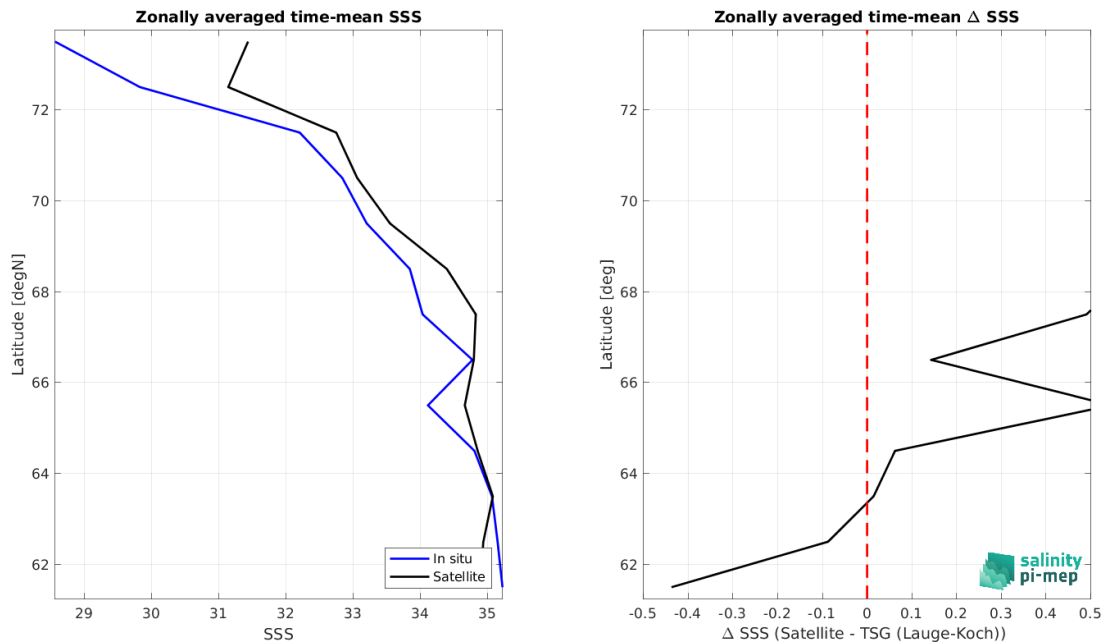 Zonally averaged time-mean SSS
72
70
68
66
64
62
Latitude [degN]
29 30 31 32 33 34 35
SSS
In situ
Satellite
Zonally averaged time-mean Δ SSS
72
70
68
66
64
62
Latitude [deg]
-0.5 -0.4 -0.3 -0.2 -0.1 0 0.1 0.2 0.3 0.4 0.5
Δ SSS (Satellite - TSG (Lauge-Koch))
salinity
pi-mep